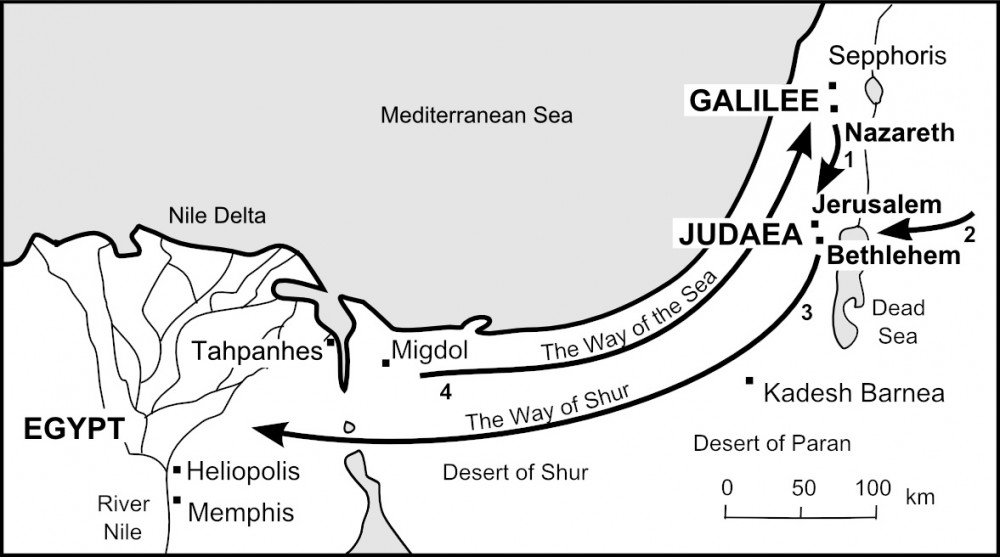 Sepphoris
GALILEE
Mediterranean Sea
Nazareth
1
Jerusalem
Nile Delta
JUDAEA
2
Bethlehem
3
Dead
Sea
The Way of the Sea
Tahpanhes
Migdol
4
Kadesh Barnea
The Way of Shur
EGYPT
Desert of Paran
Heliopolis
Desert of Shur
0 50 100 km
River
Nile
Memphis